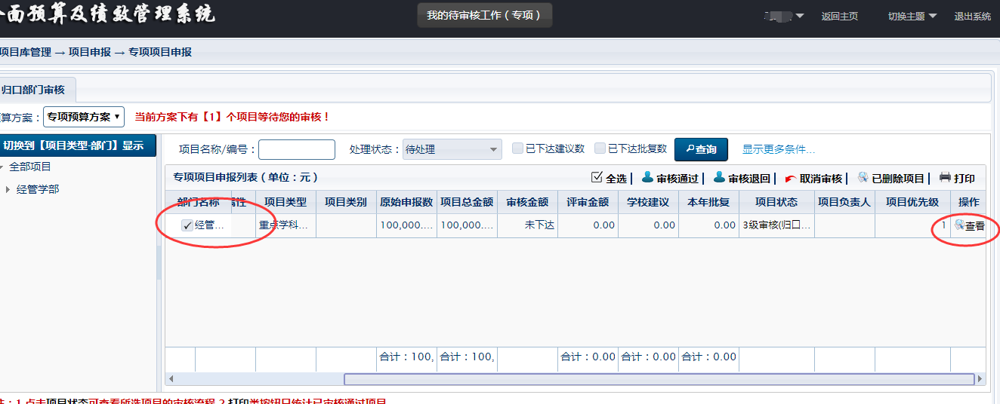 全面预算及绩效管理系统
我的待审核工作（专项）
返回主页
切换主题
退出系统
项目库管理 → 项目申报 → 专项项目申报
归口部门审核
算方案：
专项预算方案
当前方案下有【1】个项目等待您的审核！
切换到【项目类型-部门】显示
全部项目
经管学部
项目名称/编号：
处理状态：
待处理
已下达建议数
已下达批复数
查询
显示更多条件...
专项项目申报列表（单位：元）
全选 | 审核通过 | 审核退回 | 取消审核 | 已删除项目 | 打印
部门名称 属性 项目类型 项目类别 原始申报数 项目总金额 审核金额 评审金额 学校建议 本年批复 项目状态 项目负责人 项目优先级 操作
经管... 重点学科... 100,000.... 100,000.... 未下达 0.00 0.00 0.00 3级审核(归口... 1 查看
合计：100, 合计：100, 合计：0.00 合计：0.00 合计：0.00
：1.点击项目状态可查看所选项目的审核流程 2.打印类按钮只统计已审核通过项目